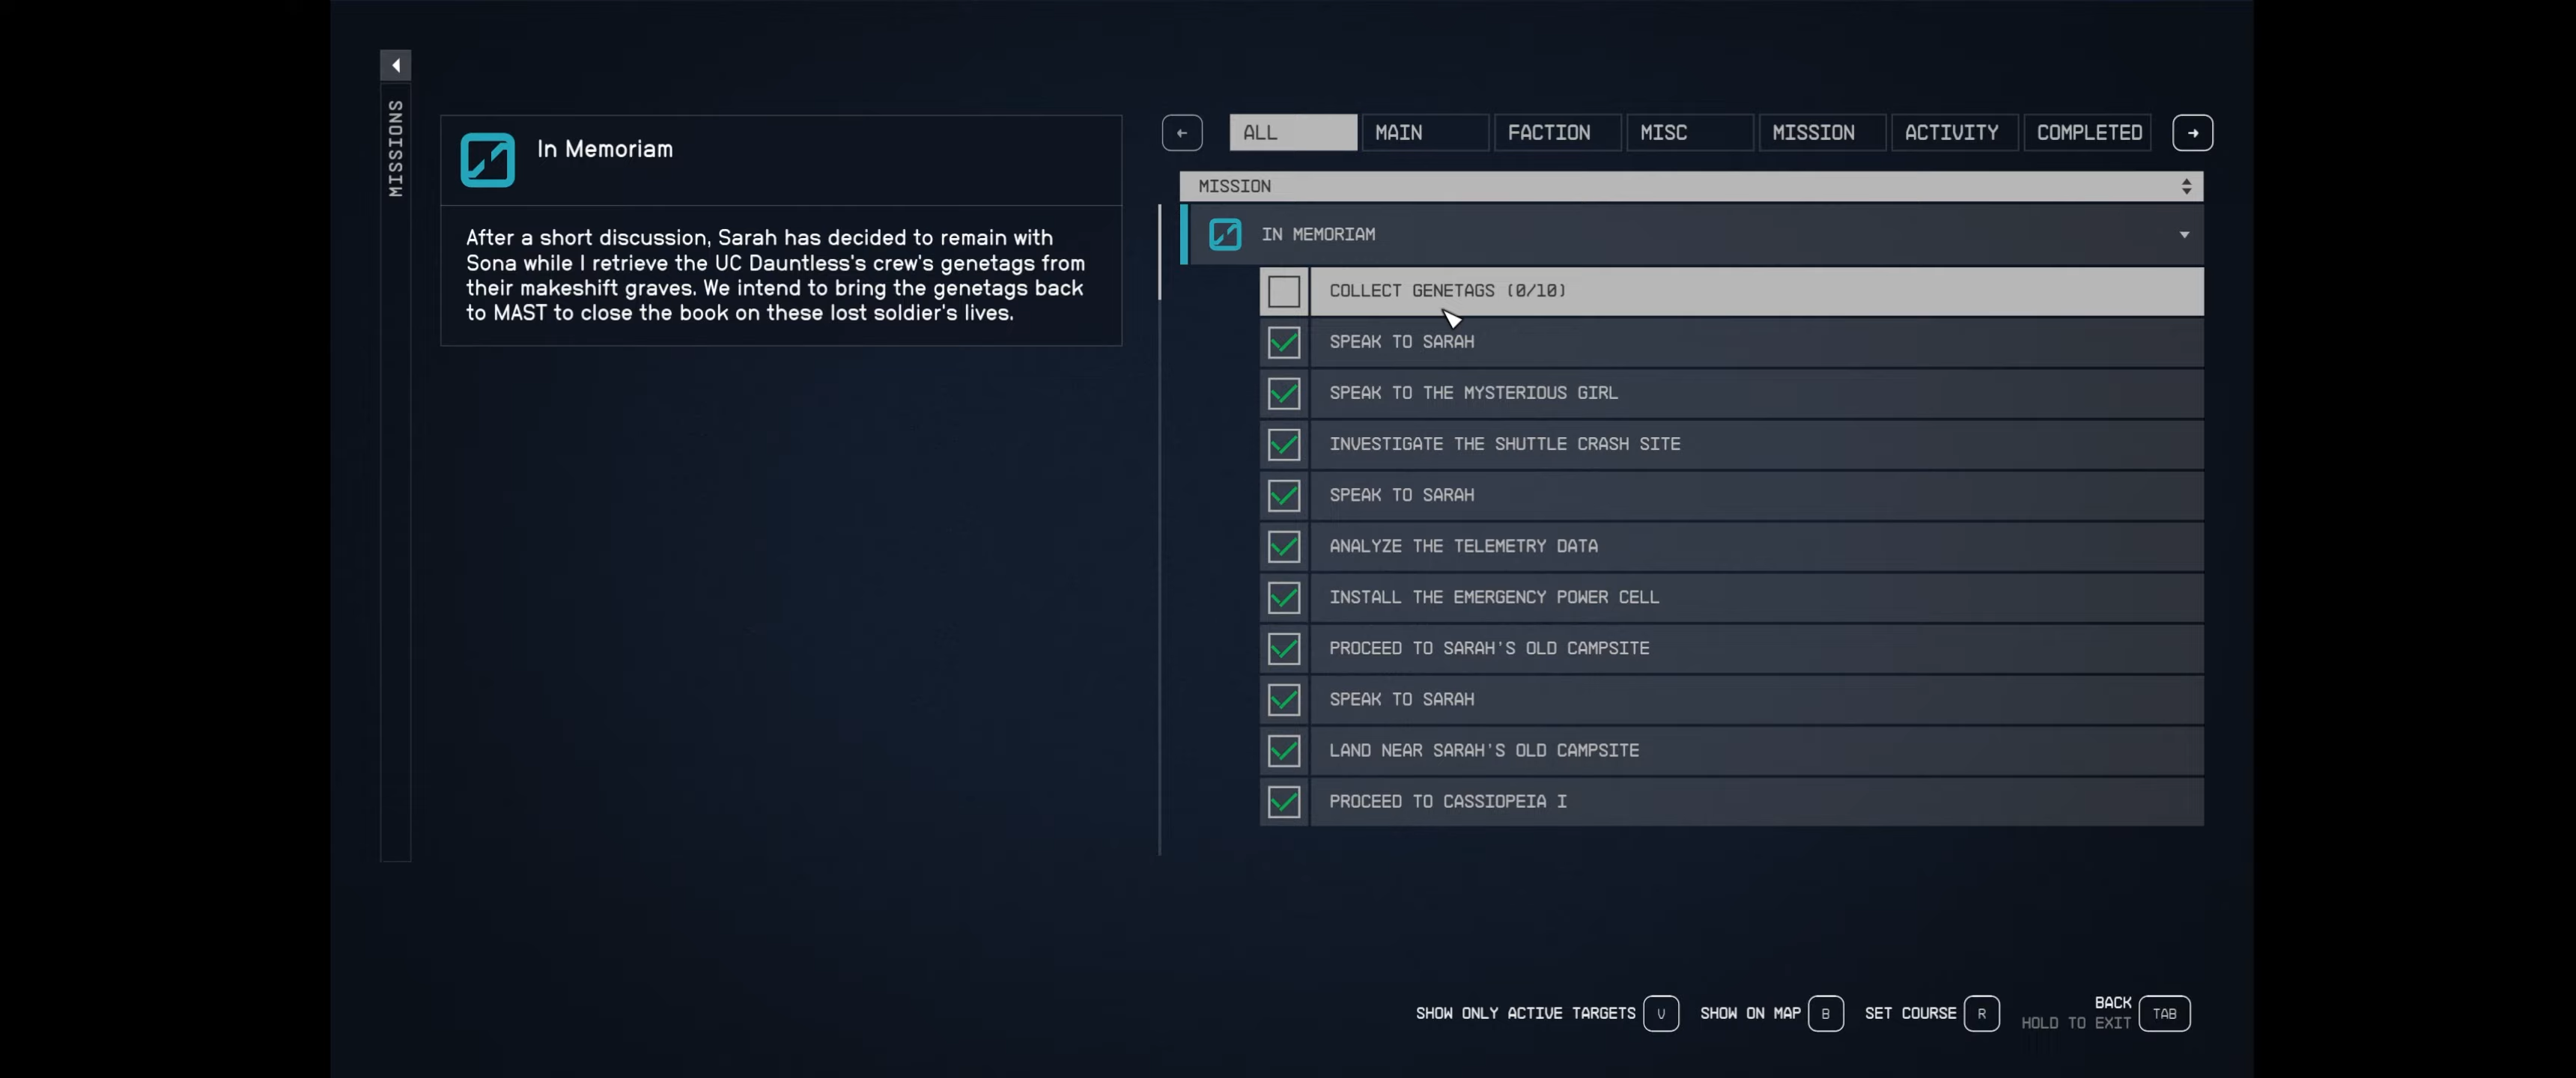 MISSIONS
In Memoriam
After a short discussion, Sarah has decided to remain with
Sona while I retrieve the UC Dauntless's crew's genetags from
their makeshift graves. We intend to bring the genetags back
to MAST to close the book on these lost soldier's lives.
ALL MAIN FACTION MISC MISSION ACTIVITY COMPLETED
MISSION
IN MEMORIAM
COLLECT GENETAGS (0/10)
SPEAK TO SARAH
SPEAK TO THE MYSTERIOUS GIRL
INVESTIGATE THE SHUTTLE CRASH SITE
SPEAK TO SARAH
ANALYZE THE TELEMETRY DATA
INSTALL THE EMERGENCY POWER CELL
PROCEED TO SARAH'S OLD CAMPSITE
SPEAK TO SARAH
LAND NEAR SARAH'S OLD CAMPSITE
PROCEED TO CASSIOPEIA I
SHOW ONLY ACTIVE TARGETS V SHOW ON MAP B SET COURSE R BACK TAB
HOLD TO EXIT